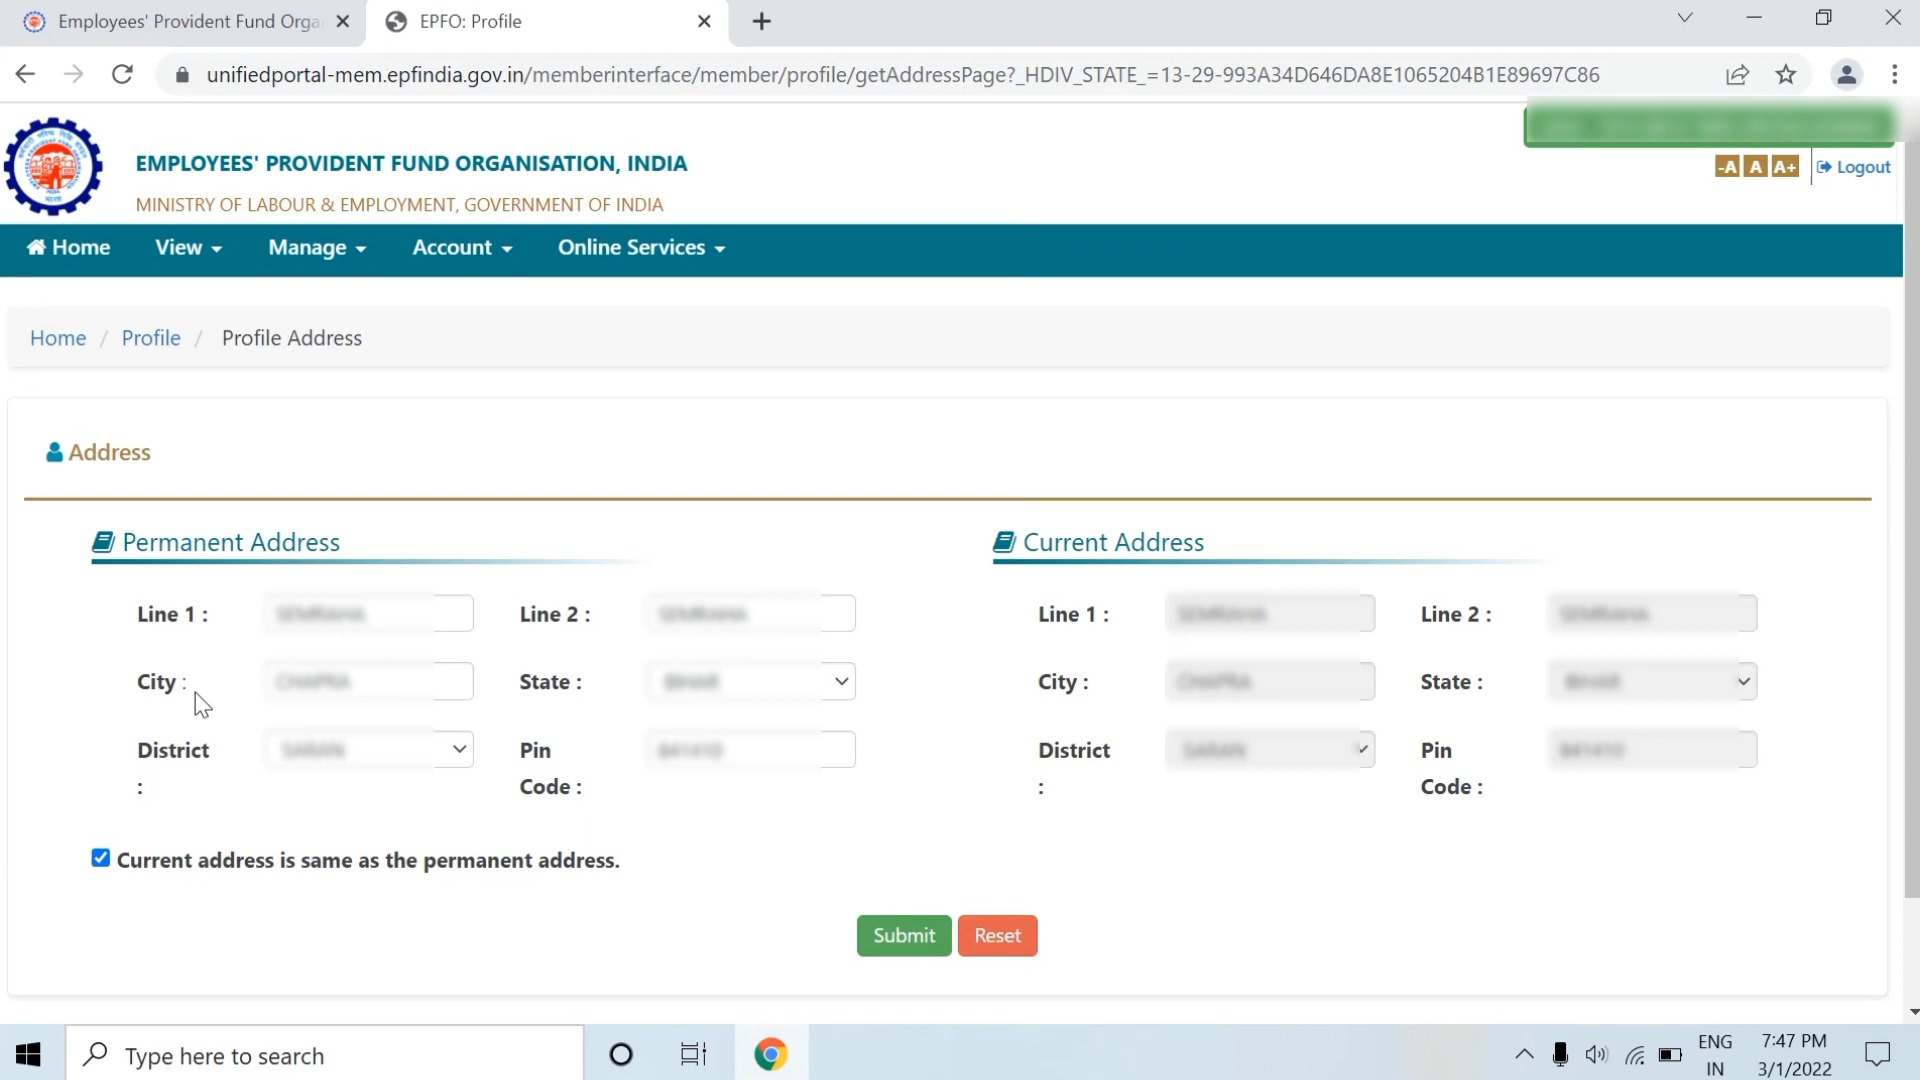 Employees' Provident Fund Orga
EPFO: Profile
unifiedportal-mem.epfindia.gov.in/memberinterface/member/profile/getAddressPage?_HDIV_STATE_=13-29-993A34D646DA8E1065204B1E89697C86
EMPLOYEES' PROVIDENT FUND ORGANISATION, INDIA
MINISTRY OF LABOUR & EMPLOYMENT, GOVERNMENT OF INDIA
-A A A+ Logout
Home View Manage Account Online Services
Home / Profile / Profile Address
Address
Permanent Address
Current Address
Line 1 : Line 2 : Line 1 : Line 2 :
City : State : City : State :
District : Pin Code : District : Pin Code :
Current address is same as the permanent address.
Submit Reset
Type here to search
ENG
IN
7:47 PM
3/1/2022